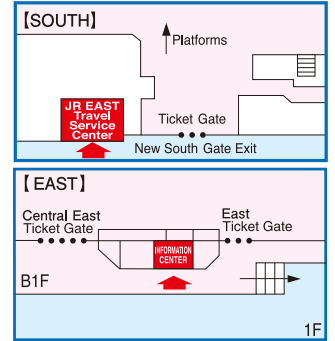 【SOUTH】
Platforms
JR EAST
Travel
Service
Center
Ticket Gate
New South Gate Exit
【EAST】
Central East
Ticket Gate
East
Ticket Gate
INFORMATION
CENTER
B1F
1F